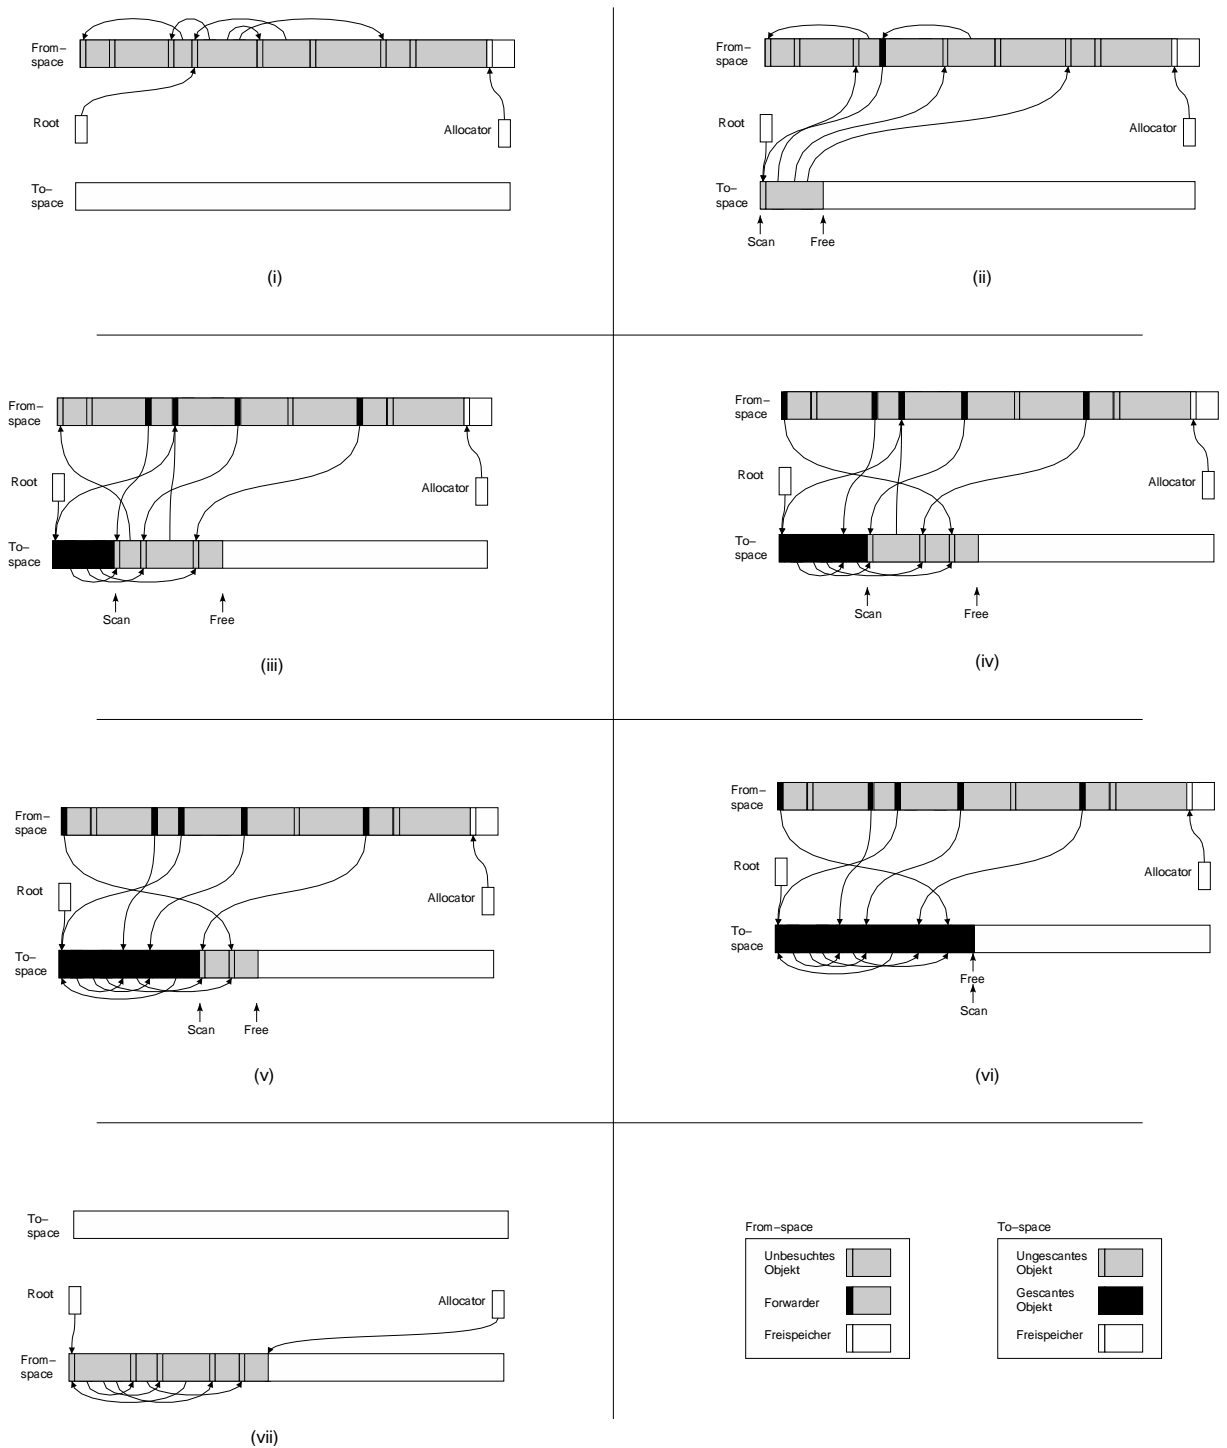 From–
space
Root
Allocator
To–
space
(i)
From–
space
Root
Allocator
To–
space
Scan
Free
(ii)
From–
space
Root
Allocator
To–
space
Scan
Free
(iii)
From–
space
Root
Allocator
To–
space
Scan
Free
(iv)
From–
space
Root
Allocator
To–
space
Scan
Free
(v)
From–
space
Root
Allocator
To–
space
Free
Scan
(vi)
To–
space
Root
Allocator
From–
space
(vii)
From–space
Unbesuchtes
Objekt
Forwarder
Freispeicher
To–space
Ungescantes
Objekt
Gescantes
Objekt
Freispeicher